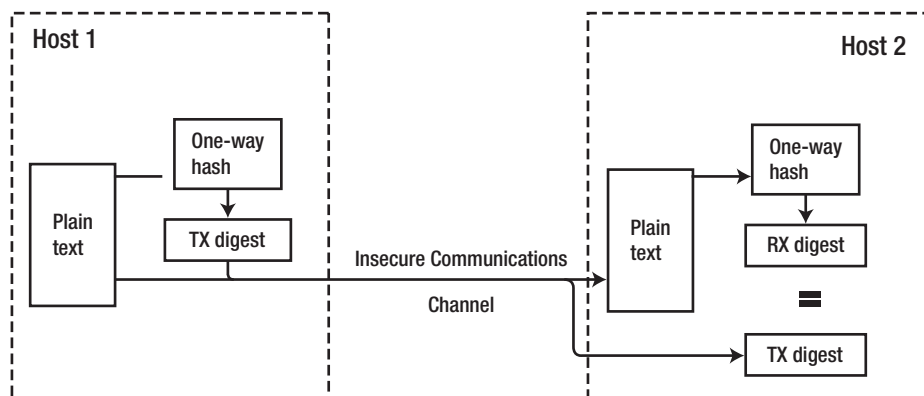 Host 1
Host 2
One-way
hash
Plain
text
TX digest
Insecure Communications
Channel
Plain
text
One-way
hash
RX digest
=
TX digest